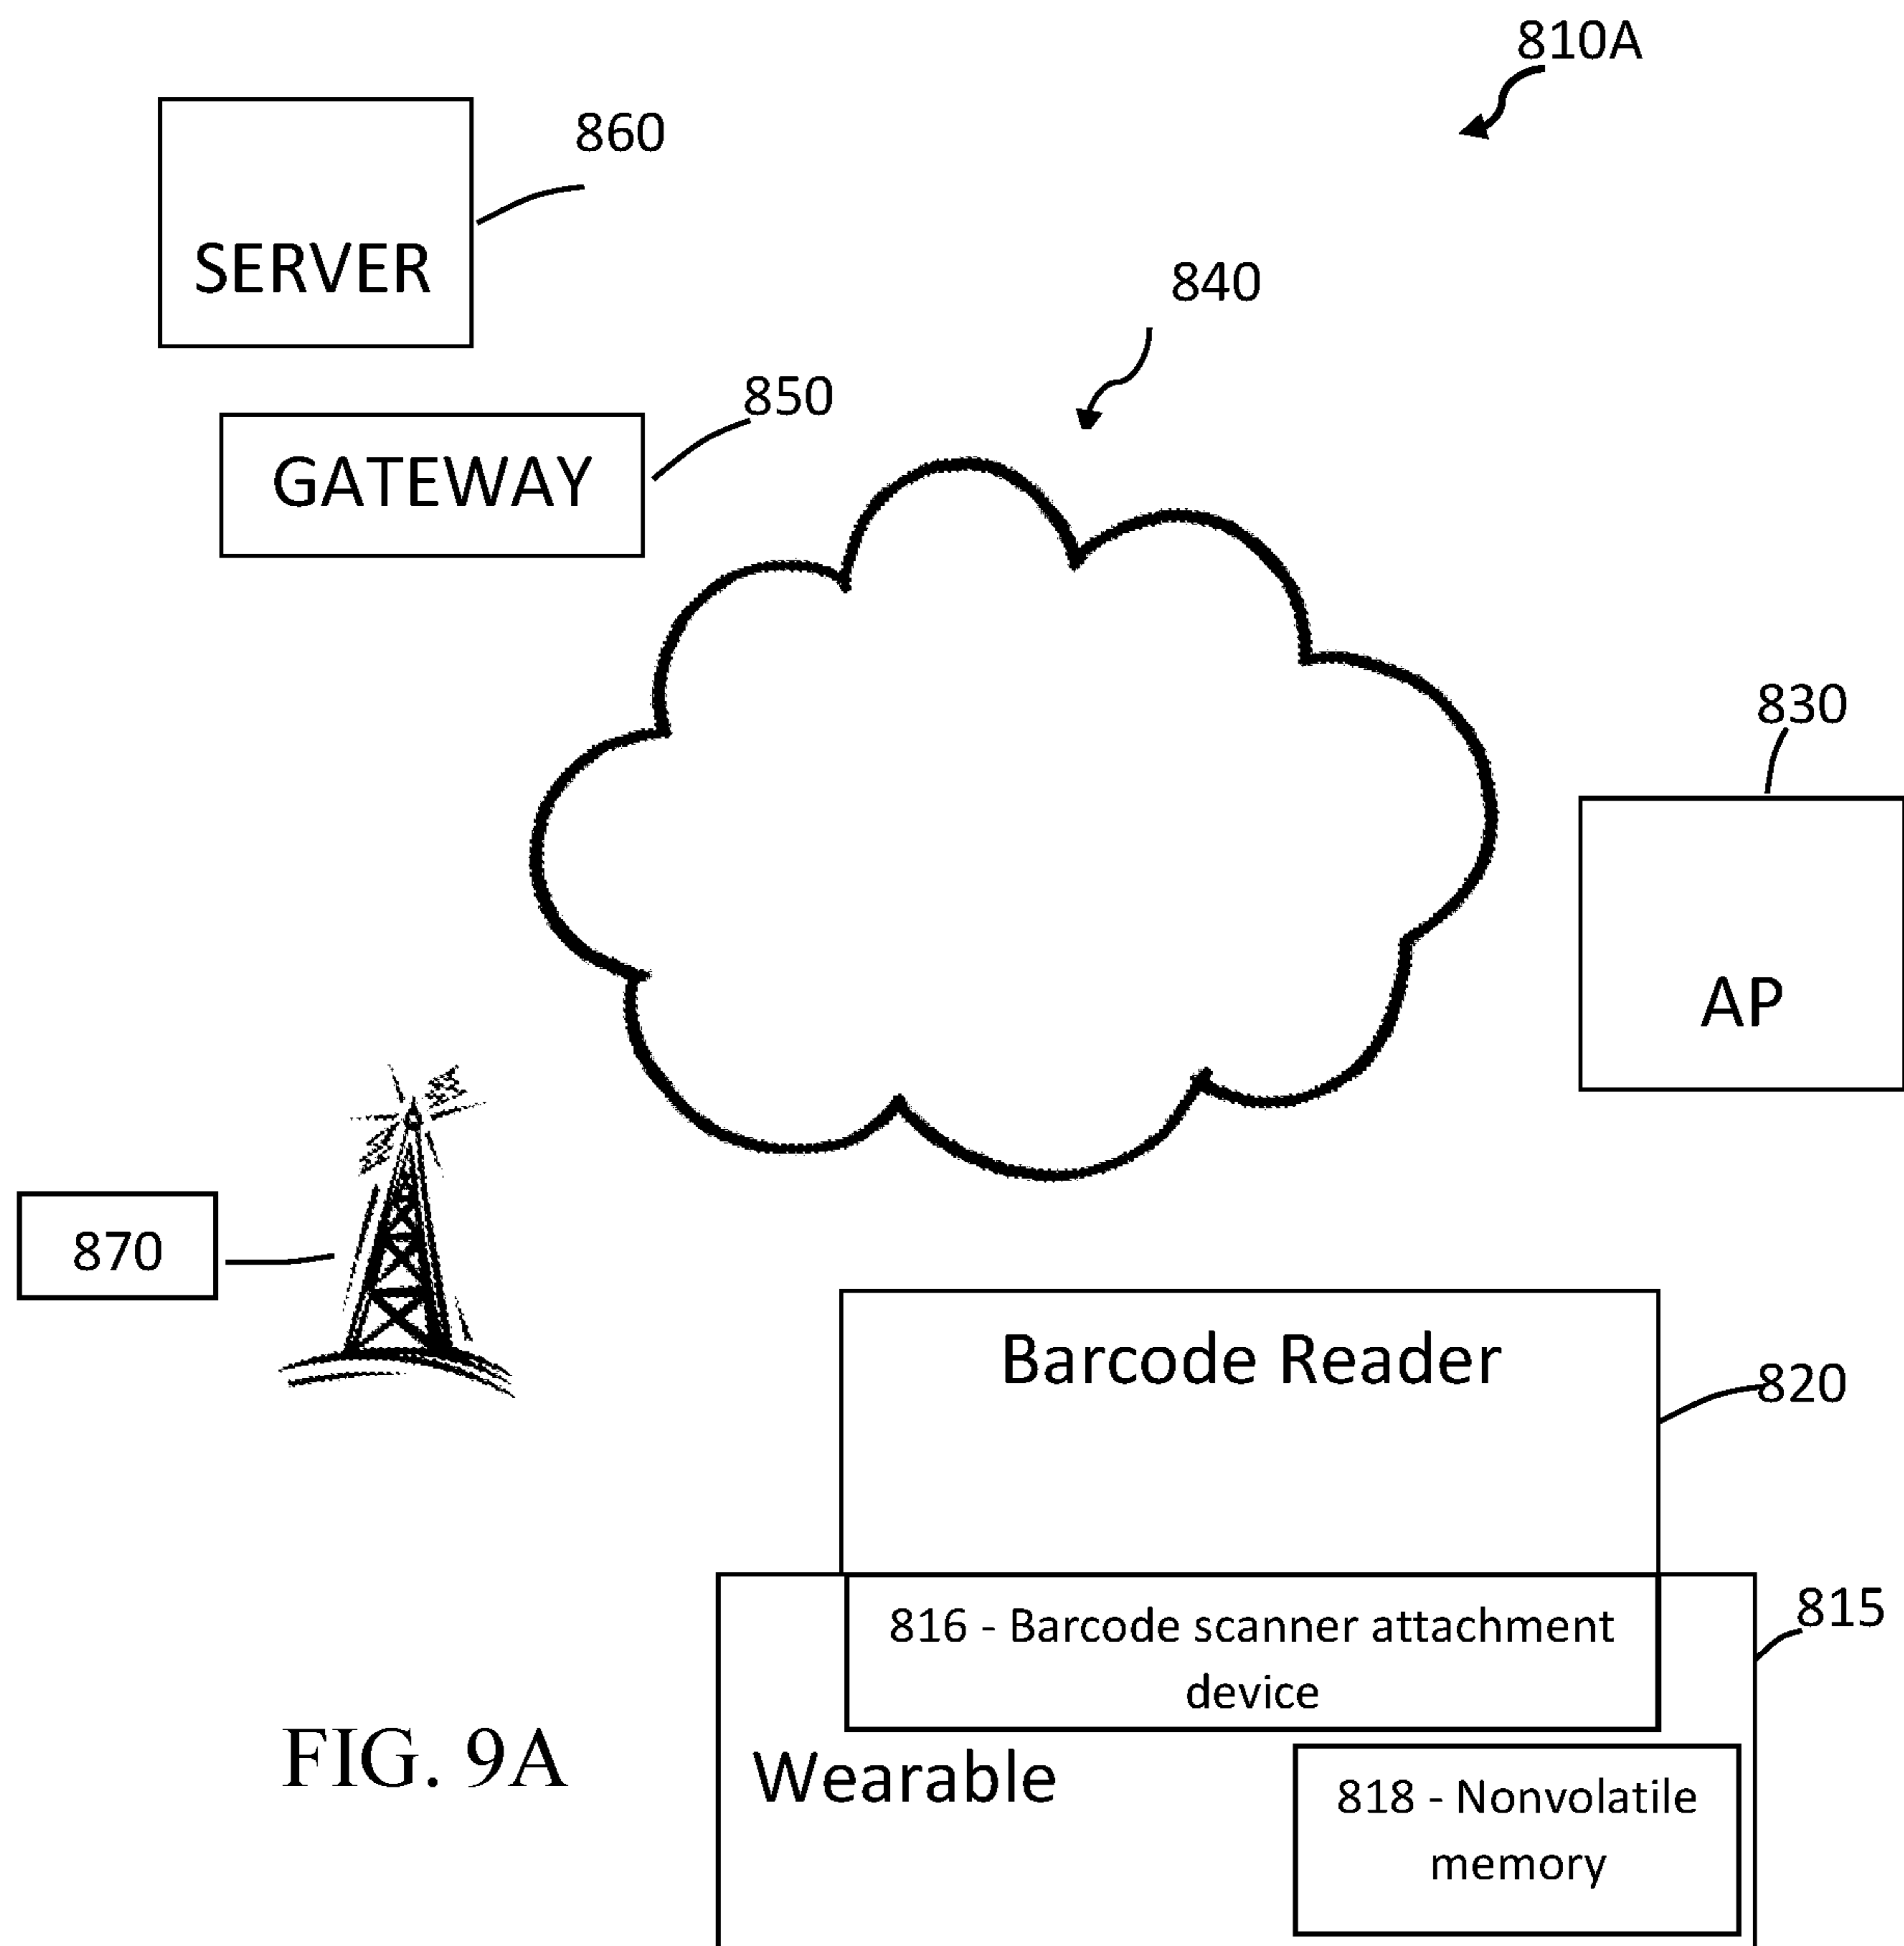 810A
860
SERVER
840
850
GATEWAY
830
AP
870
Barcode Reader
820
816 - Barcode scanner attachment
device
815
FIG. 9A
Wearable
818 - Nonvolatile
memory